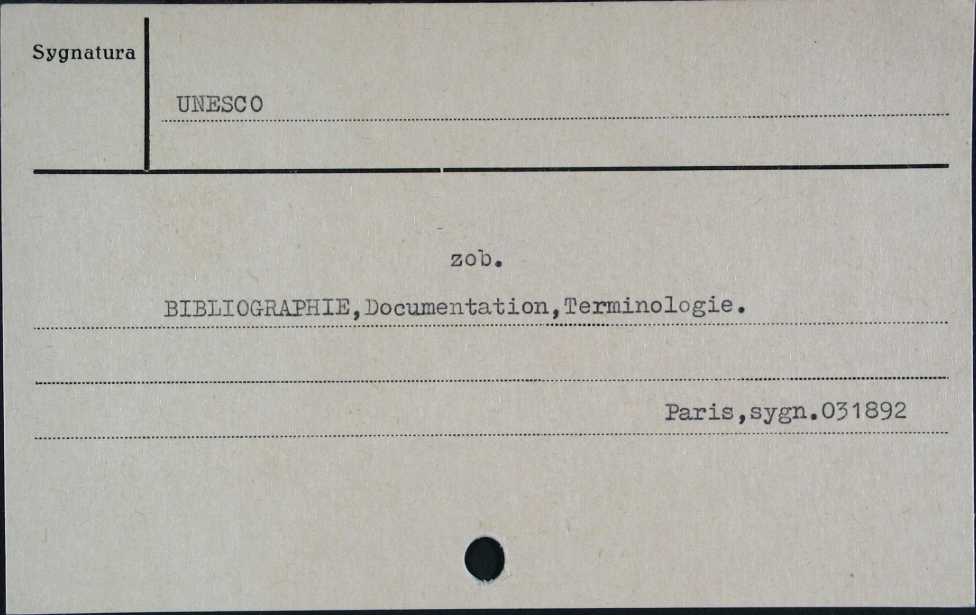 Sygnatura
UNESCO
zob.
BIBLIOGRAPHIE,Documentation,Terminologie.
Paris,sygn.031892